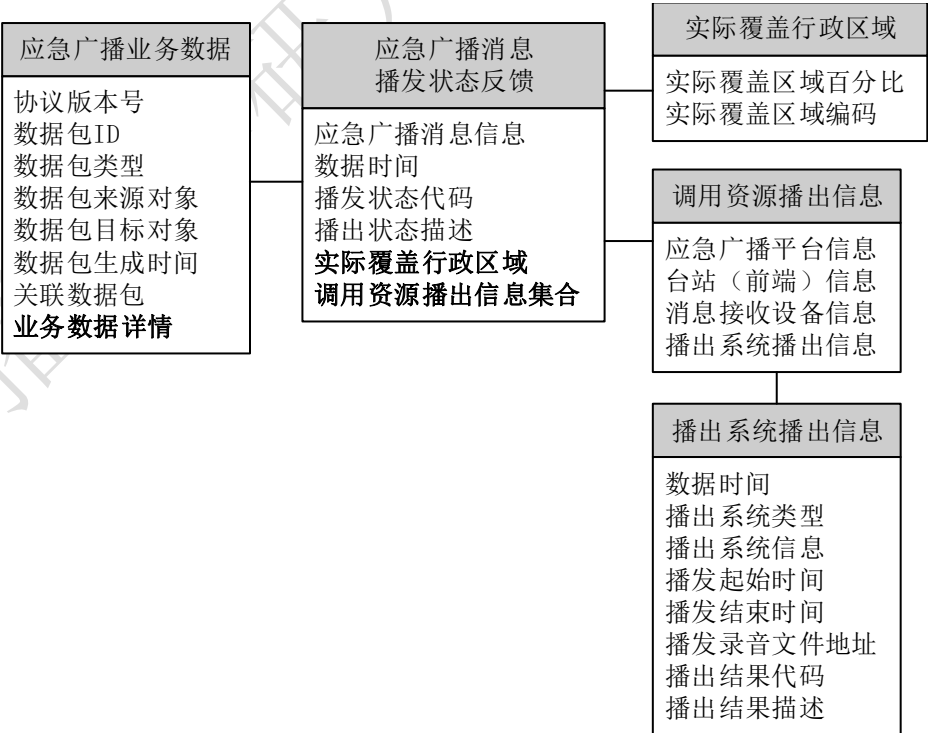 应急广播业务数据
协议版本号
数据包ID
数据包类型
数据包来源对象
数据包目标对象
数据包生成时间
关联数据包
业务数据详情
应急广播消息
播发状态反馈
应急广播消息信息
数据时间
播发状态代码
播出状态描述
实际覆盖行政区域
调用资源播出信息集合
实际覆盖行政区域
实际覆盖区域百分比
实际覆盖区域编码
调用资源播出信息
应急广播平台信息
台站（前端）信息
消息接收设备信息
播出系统播出信息
播出系统播出信息
数据时间
播出系统类型
播出系统信息
播发起始时间
播发结束时间
播发录音文件地址
播出结果代码
播出结果描述